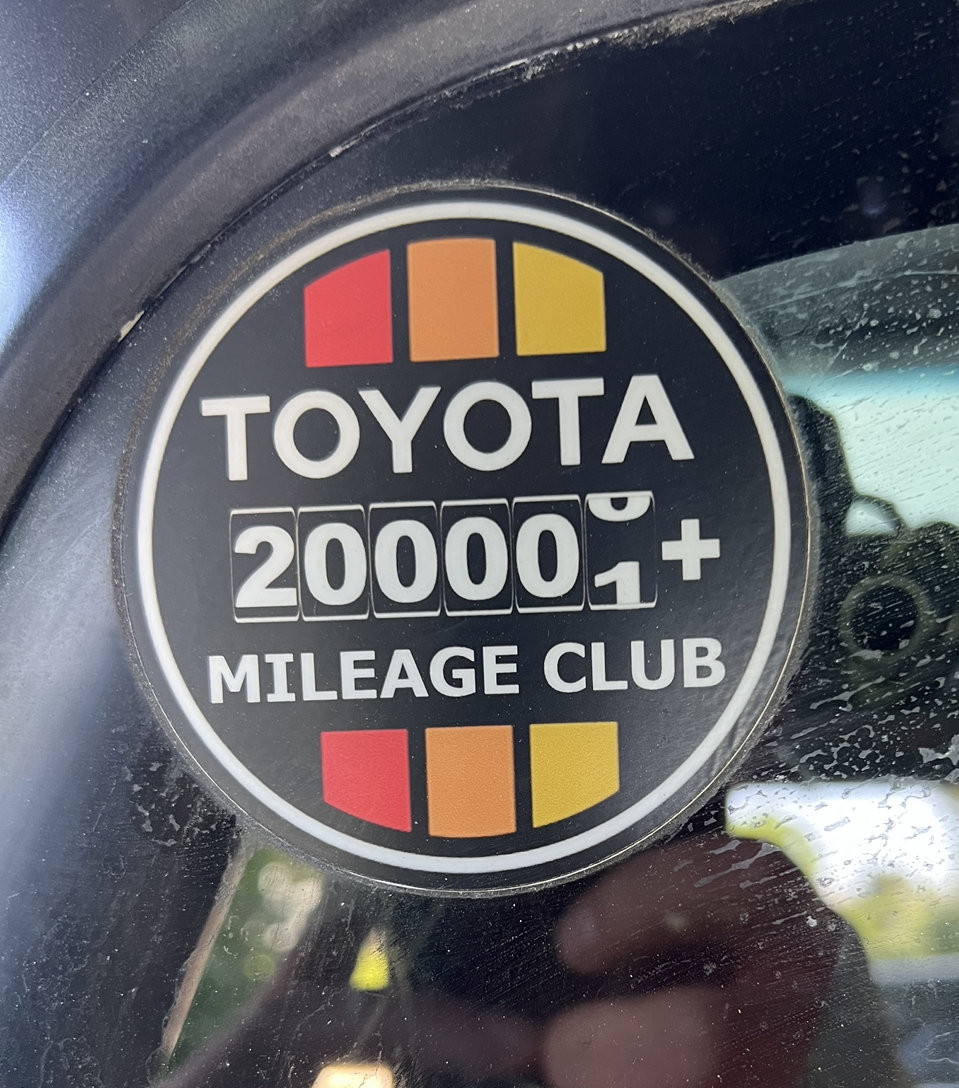 TOYOTA
200001+
MILEAGE CLUB